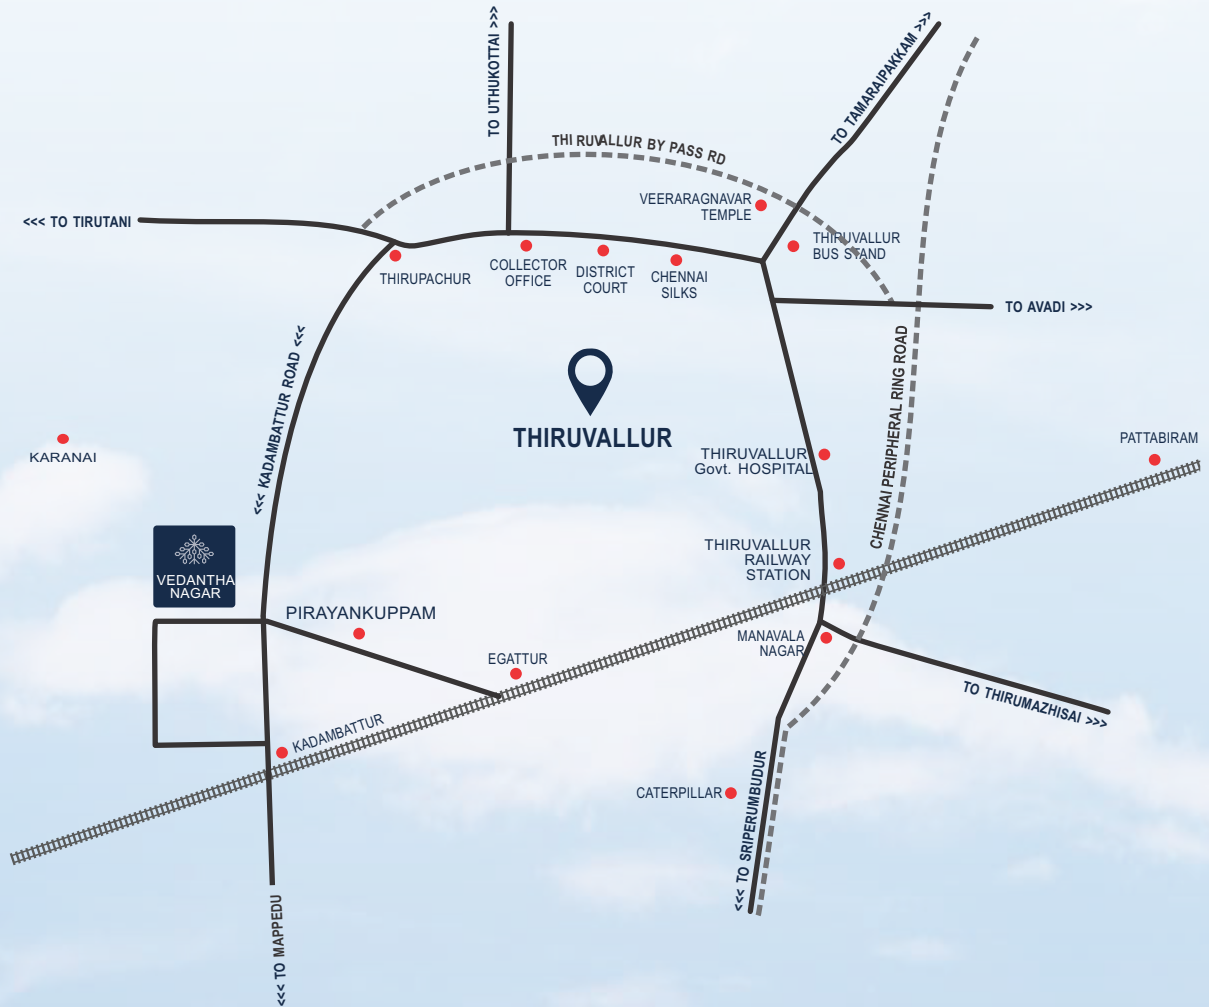 TO UTHUKOTTAI >>>
TO TAMARAIPAKKAM >>>
THIRUVALLUR BY PASS RD
VEERARAGNAVAR
TEMPLE
<<< TO TIRUTANI
THIRUVALLUR
BUS STAND
THIRUPACHUR
COLLECTOR
OFFICE
DISTRICT
COURT
CHENNAI
SILKS
TO AVADI >>>
<<< KADAMBATTUR ROAD <<<
CHENNAI PERIPHERAL RING ROAD
THIRUVALLUR
KARANAI
PATTABIRAM
THIRUVALLUR
Govt. HOSPITAL
VEDANTHA
NAGAR
THIRUVALLUR
RAILWAY
STATION
PIRAYANKUPPAM
MANAVALA
NAGAR
EGATTUR
TO THIRUMAZHISAI >>>
KADAMBATTUR
CATERPILLAR
<<< TO SRIPERUMBUDUR
<<< TO MAPPEDU